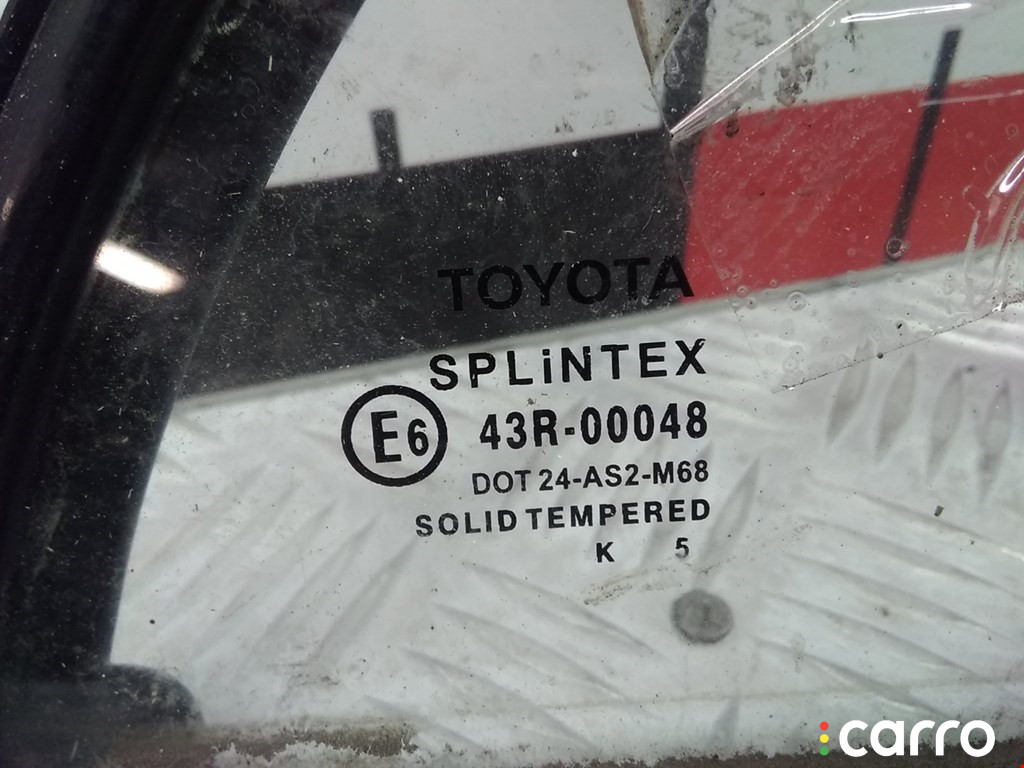 TOYOTA
SPLiNTEX
E6 43R-00048
DOT 24-AS2-M68
SOLID TEMPERED
K 5
carro